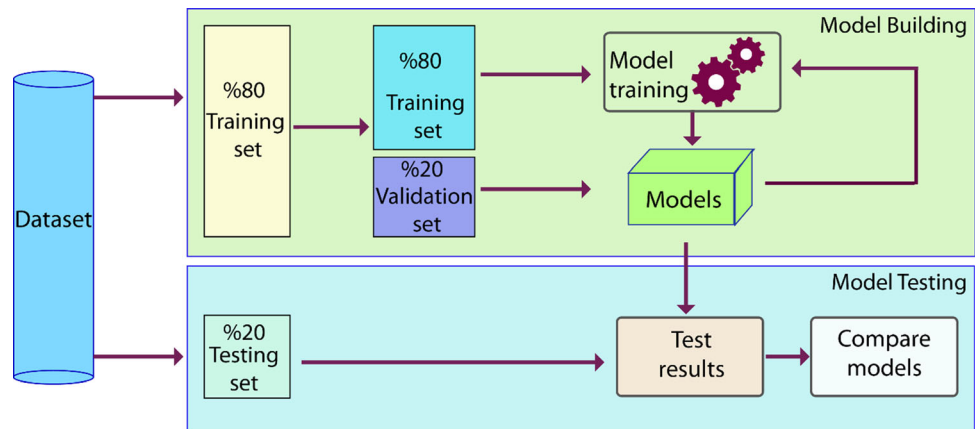 Model Building
%80
Training
set
%80
Training
set
Model
training
%20
Validation
set
Models
Dataset
Model Testing
%20
Testing
set
Test
results
Compare
models